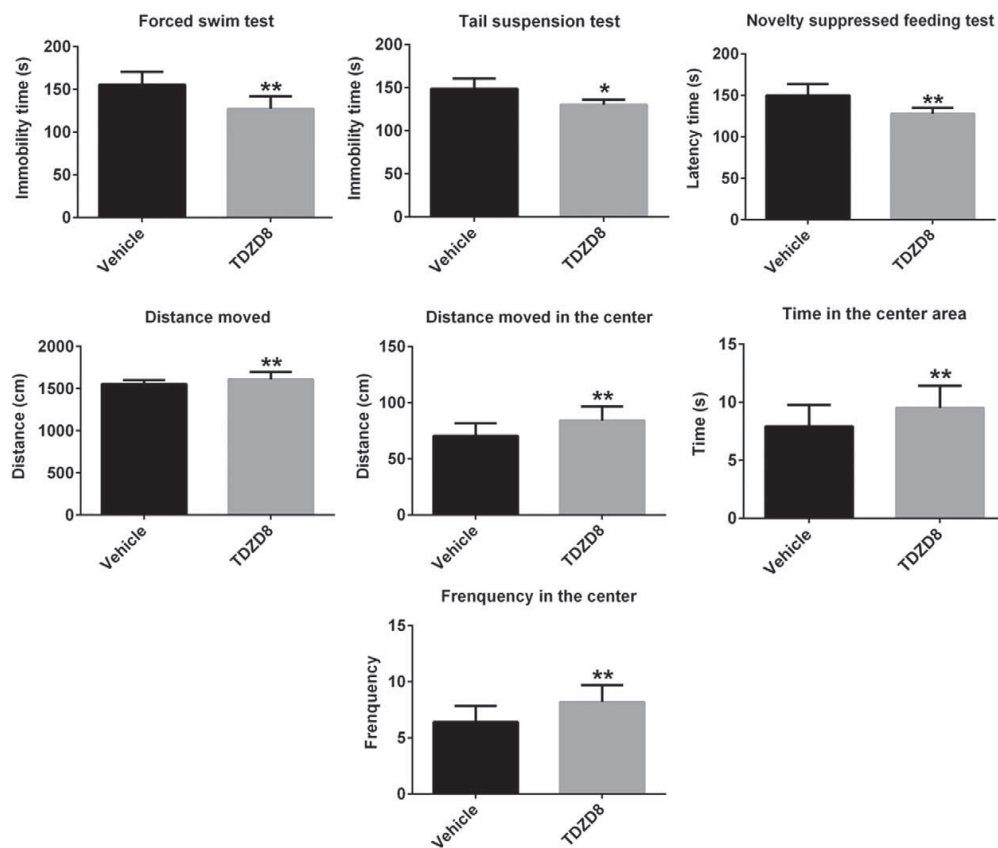 Forced swim test
Immobility time (s)
200
150
100
50
0
**
Vehicle
TDZD8
Tail suspension test
Immobility time (s)
200
150
100
50
0
*
Vehicle
TDZD8
Novelty suppressed feeding test
Latency time (s)
200
150
100
50
0
**
Vehicle
TDZD8
Distance moved
Distance (cm)
2000
1500
1000
500
0
**
Vehicle
TDZD8
Distance moved in the center
Distance (cm)
150
100
50
0
**
Vehicle
TDZD8
Time in the center area
Time (s)
15
10
5
0
**
Vehicle
TDZD8
Frenquency in the center
Frenquency
15
10
5
0
**
Vehicle
TDZD8